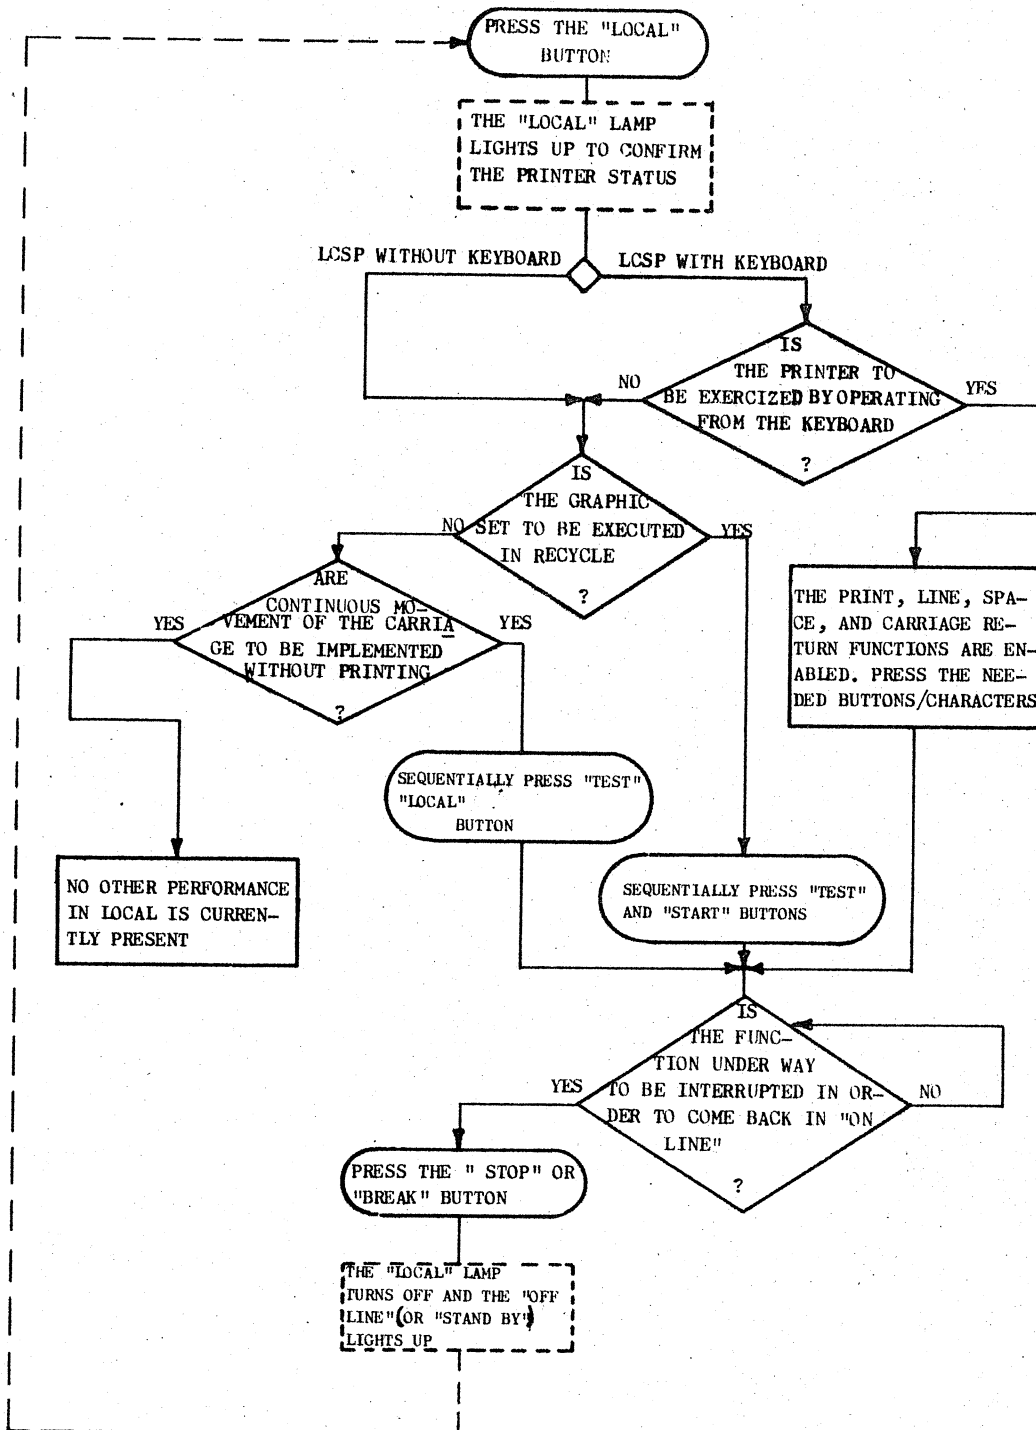 PRESS THE "LOCAL"
BUTTON
THE "LOCAL" LAMP
LIGHTS UP TO CONFIRM
THE PRINTER STATUS
LCSP WITHOUT KEYBOARD
LCSP WITH KEYBOARD
IS
THE PRINTER TO
BE EXERCIZED BY OPERATING
FROM THE KEYBOARD
?
NO
YES
IS
THE GRAPHIC
SET TO BE EXECUTED
IN RECYCLE
?
NO
YES
ARE
CONTINUOUS MO-
VEMENT OF THE CARRIA
GE TO BE IMPLEMENTED
WITHOUT PRINTING
?
YES
YES
THE PRINT, LINE, SPA-
CE, AND CARRIAGE RE-
TURN FUNCTIONS ARE EN-
ABLED. PRESS THE NEE-
DED BUTTONS/CHARACTERS
SEQUENTIALLY PRESS "TEST"
"LOCAL"
BUTTON
NO OTHER PERFORMANCE
IN LOCAL IS CURREN-
TLY PRESENT
SEQUENTIALLY PRESS "TEST"
AND "START" BUTTONS
IS
THE FUNC-
TION UNDER WAY
TO BE INTERRUPTED IN OR-
DER TO COME BACK IN "ON
LINE"
?
YES
NO
PRESS THE " STOP" OR
"BREAK" BUTTON
THE "LOCAL" LAMP
TURNS OFF AND THE "OFF
LINE"(OR "STAND BY")
LIGHTS UP